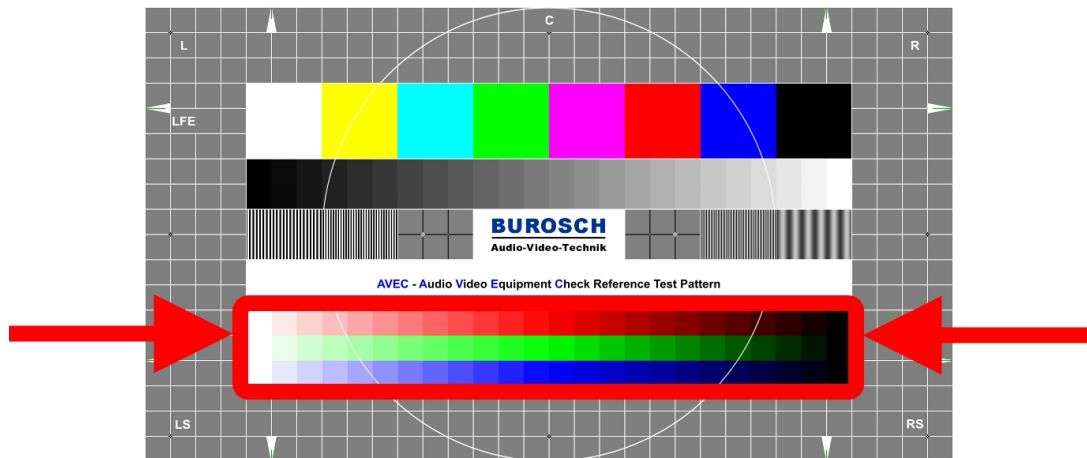 C
L
R
LFE
BUROSCH
Audio-Video-Technik
AVEC - Audio Video Equipment Check Reference Test Pattern
LS
RS